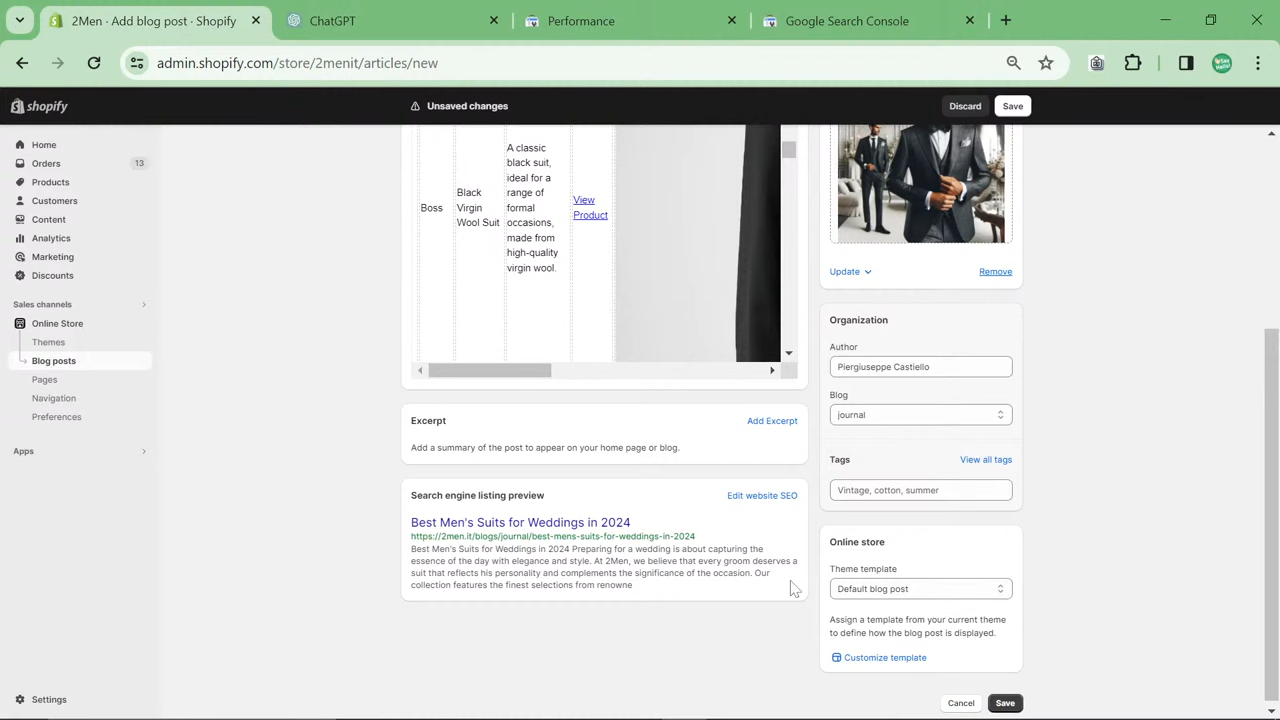 2Men - Add blog post · Shopify
ChatGPT
Performance
Google Search Console
admin.shopify.com/store/2menit/articles/new
shopify
Unsaved changes
Discard
Save
Home
Orders
13
Products
Customers
Content
Analytics
Marketing
Discounts
Sales channels
Online Store
Themes
Blog posts
Pages
Navigation
Preferences
Apps
Settings
Boss
Black
Virgin
Wool Suit
A classic
black suit,
ideal for a
range of
formal
occasions,
made from
high-quality
virgin wool.
View
Product
Excerpt
Add Excerpt
Add a summary of the post to appear on your home page or blog.
Search engine listing preview
Edit website SEO
Best Men's Suits for Weddings in 2024
https://2men.it/blogs/journal/best-mens-suits-for-weddings-in-2024
Best Men's Suits for Weddings in 2024 Preparing for a wedding is about capturing the
essence of the day with elegance and style. At 2Men, we believe that every groom deserves a
suit that reflects his personality and complements the significance of the occasion. Our
collection features the finest selections from renowne
Update
Remove
Organization
Author
Piergiuseppe Castiello
Blog
journal
Tags
View all tags
Vintage, cotton, summer
Online store
Theme template
Default blog post
Assign a template from your current theme
to define how the blog post is displayed.
Customize template
Cancel
Save